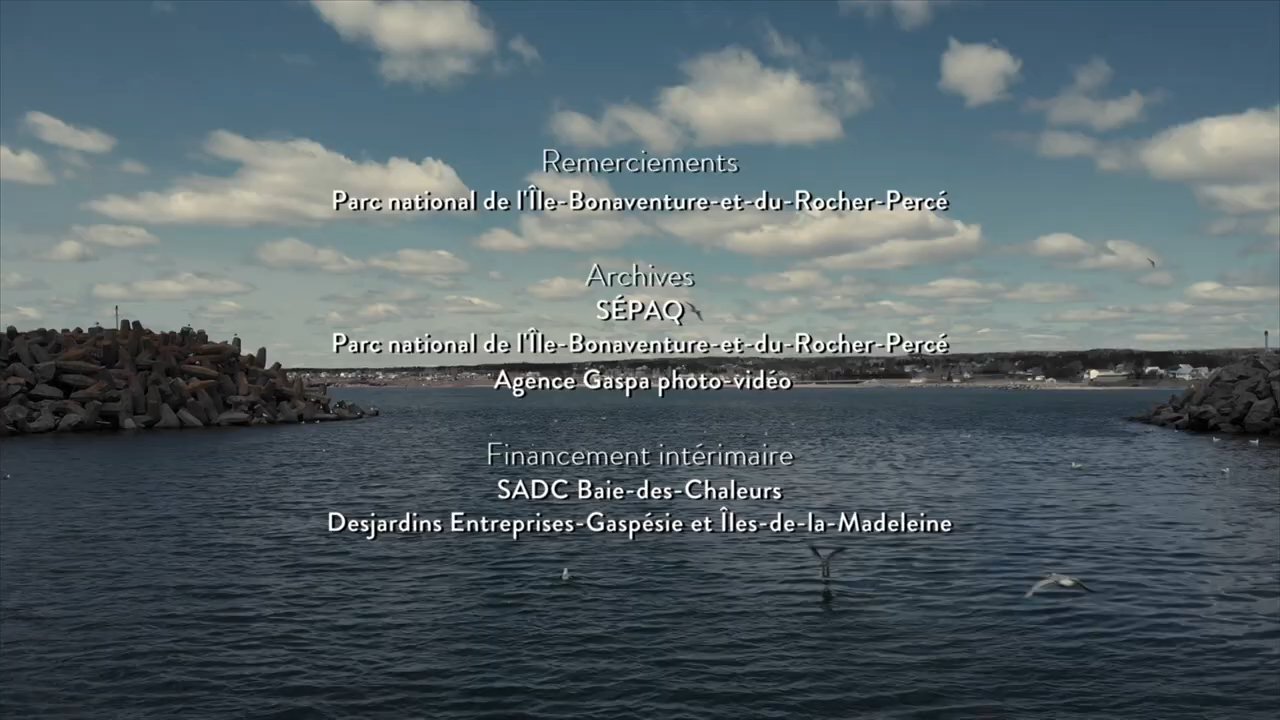 Remerciements
Parc national de l'Île-Bonaventure-et-du-Rocher-Percé
Archives
SÉPAQ
Parc national de l'Île-Bonaventure-et-du-Rocher-Percé
Agence Gaspa photo-vidéo
Financement intérimaire
SADC Baie-des-Chaleurs
Desjardins Entreprises-Gaspésie et Îles-de-la-Madeleine